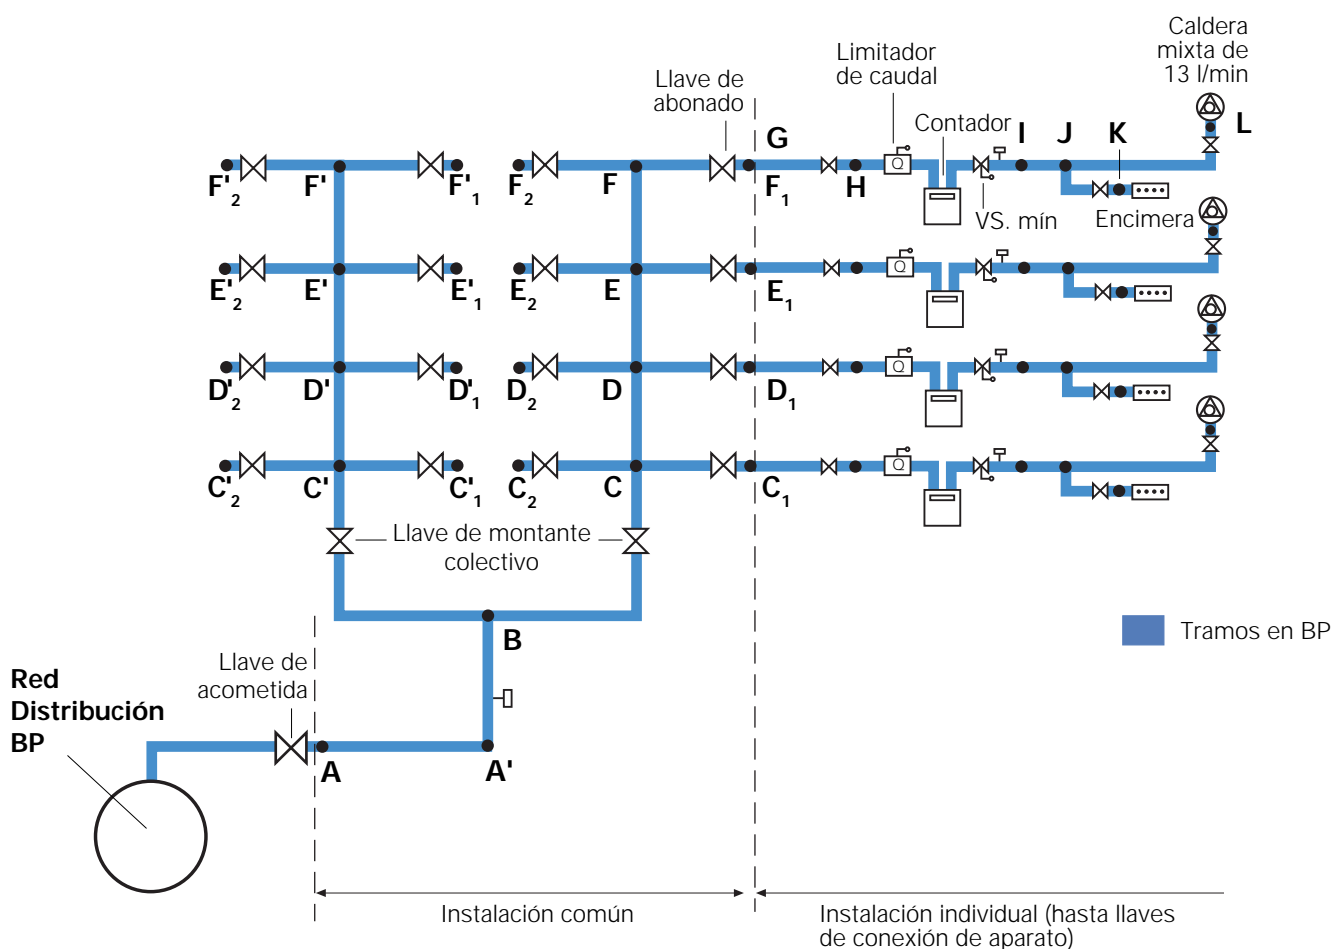 Caldera
mixta de
13 l/min
Limitador
de caudal
Llave de
abonado
Contador
G
I
J
K
L
Q
F'2
F'
F'1
F2
F
F1
H
VS. mín
Encimera
Q
E'2
E'
E'1
E2
E
E1
Q
D'2
D'
D'1
D2
D
D1
Q
C'2
C'
C'1
C2
C
C1
Llave de montante
colectivo
B
Tramos en BP
Llave de
acometida
Red
Distribución
BP
A
A'
Instalación común
Instalación individual (hasta llaves
de conexión de aparato)